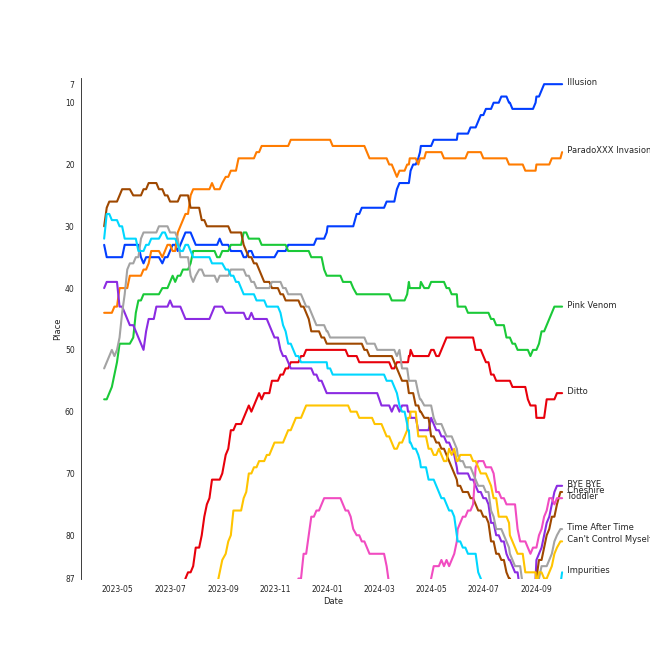 7
10
20
30
40
50
60
70
80
87
Place
2023-05
2023-07
2023-09
2023-11
2024-01
2024-03
2024-05
2024-07
2024-09
Date
Illusion
ParadoXXX Invasion
Pink Venom
Ditto
BYE BYE
Cheshire
Toddler
Time After Time
Can't Control Myself
Impurities